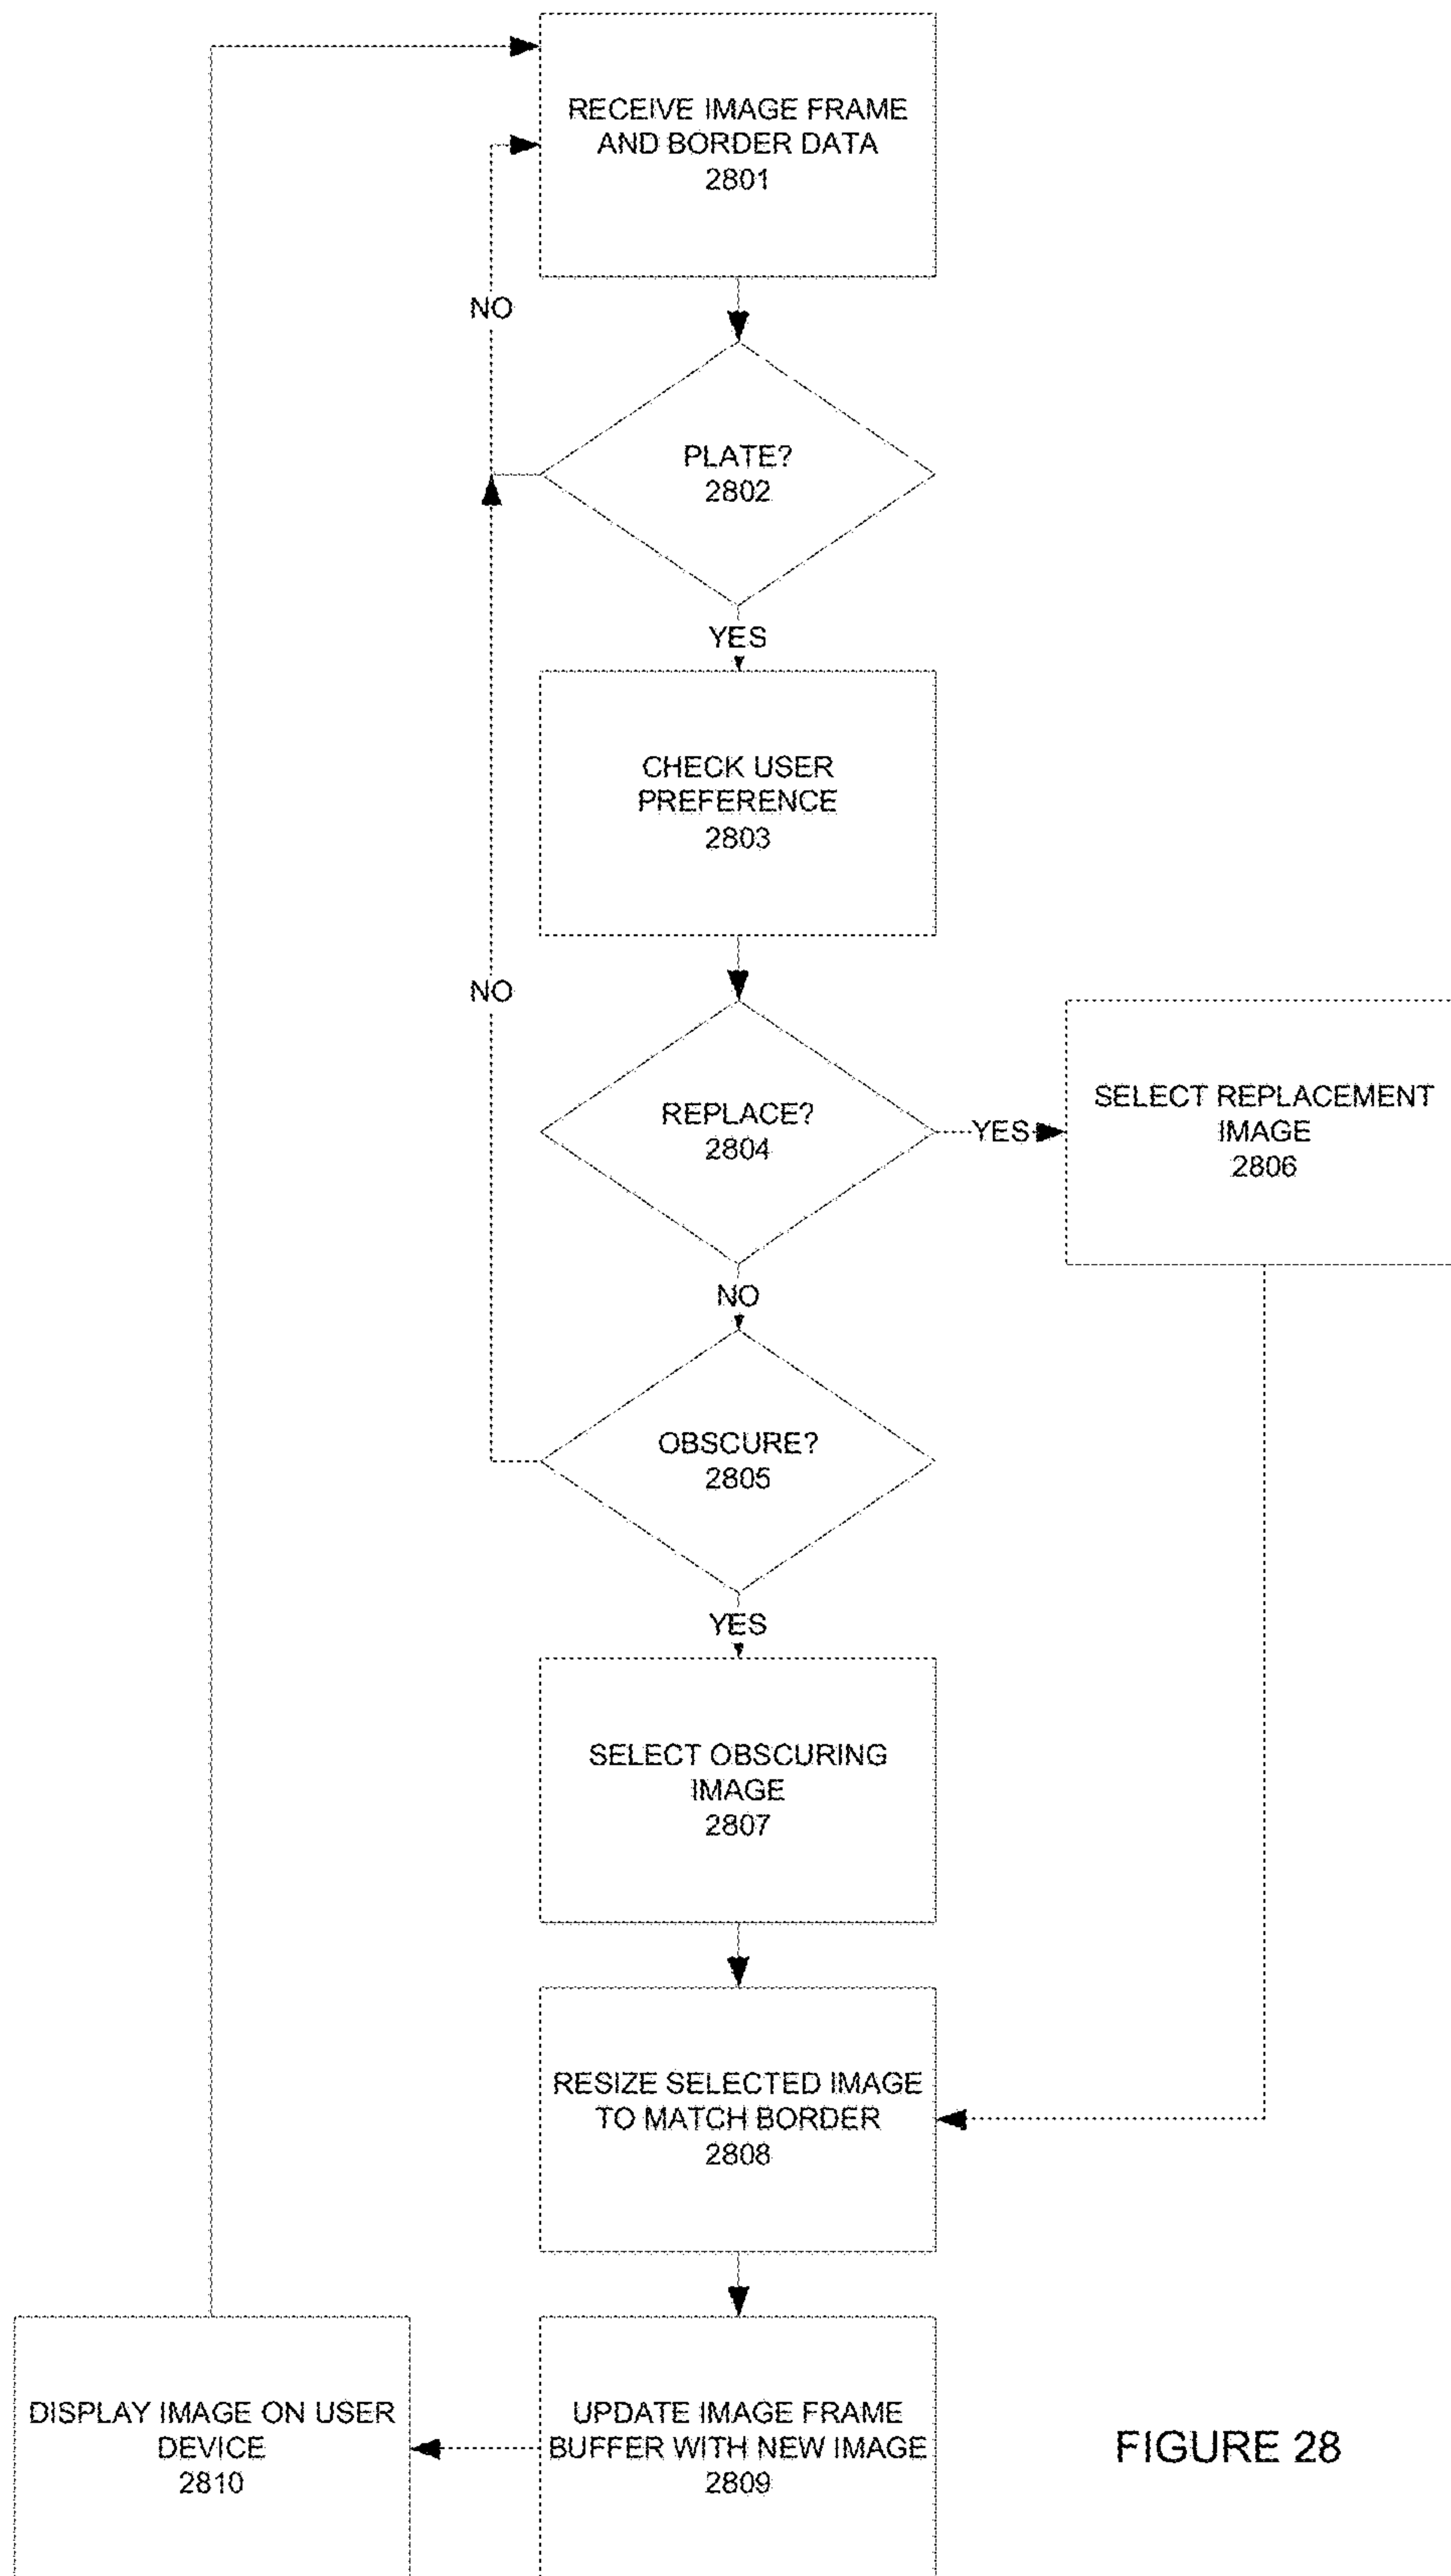 RECEIVE IMAGE FRAME
AND BORDER DATA
2801
NO
PLATE?
2802
YES
CHECK USER
PREFERENCE
2803
NO
REPLACE?
2804
YES
SELECT REPLACEMENT
IMAGE
2806
NO
OBSCURE?
2805
YES
SELECT OBSCURING
IMAGE
2807
RESIZE SELECTED IMAGE
TO MATCH BORDER
2808
DISPLAY IMAGE ON USER
DEVICE
2810
UPDATE IMAGE FRAME
BUFFER WITH NEW IMAGE
2809
FIGURE 28